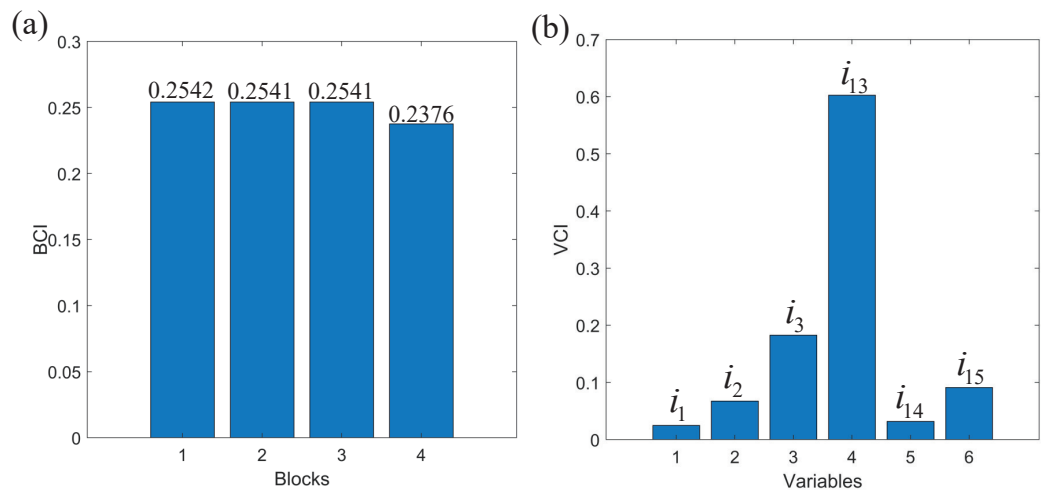 (a)
0.3
0.25
0.2
0.15
0.1
0.05
0
BCI
0.2542
0.2541
0.2541
0.2376
1 2 3 4
Blocks
(b)
0.7
0.6
0.5
0.4
0.3
0.2
0.1
0
VCI
i1
i2
i3
i13
i14
i15
1 2 3 4 5 6
Variables